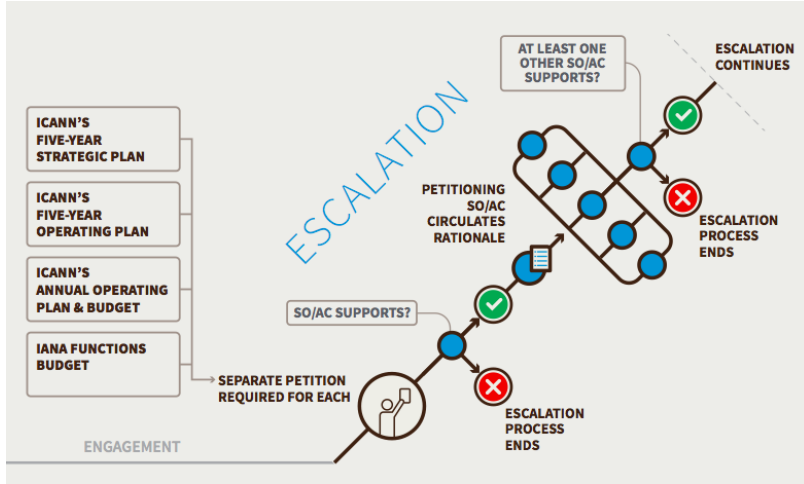 ICANN'S
FIVE-YEAR
STRATEGIC PLAN
ICANN'S
FIVE-YEAR
OPERATING PLAN
ICANN'S
ANNUAL OPERATING
PLAN & BUDGET
IANA FUNCTIONS
BUDGET
SEPARATE PETITION
REQUIRED FOR EACH
ENGAGEMENT
ESCALATION
SO/AC SUPPORTS?
ESCALATION
PROCESS
ENDS
PETITIONING
SO/AC
CIRCULATES
RATIONALE
AT LEAST ONE
OTHER SO/AC
SUPPORTS?
ESCALATION
PROCESS
ENDS
ESCALATION
CONTINUES